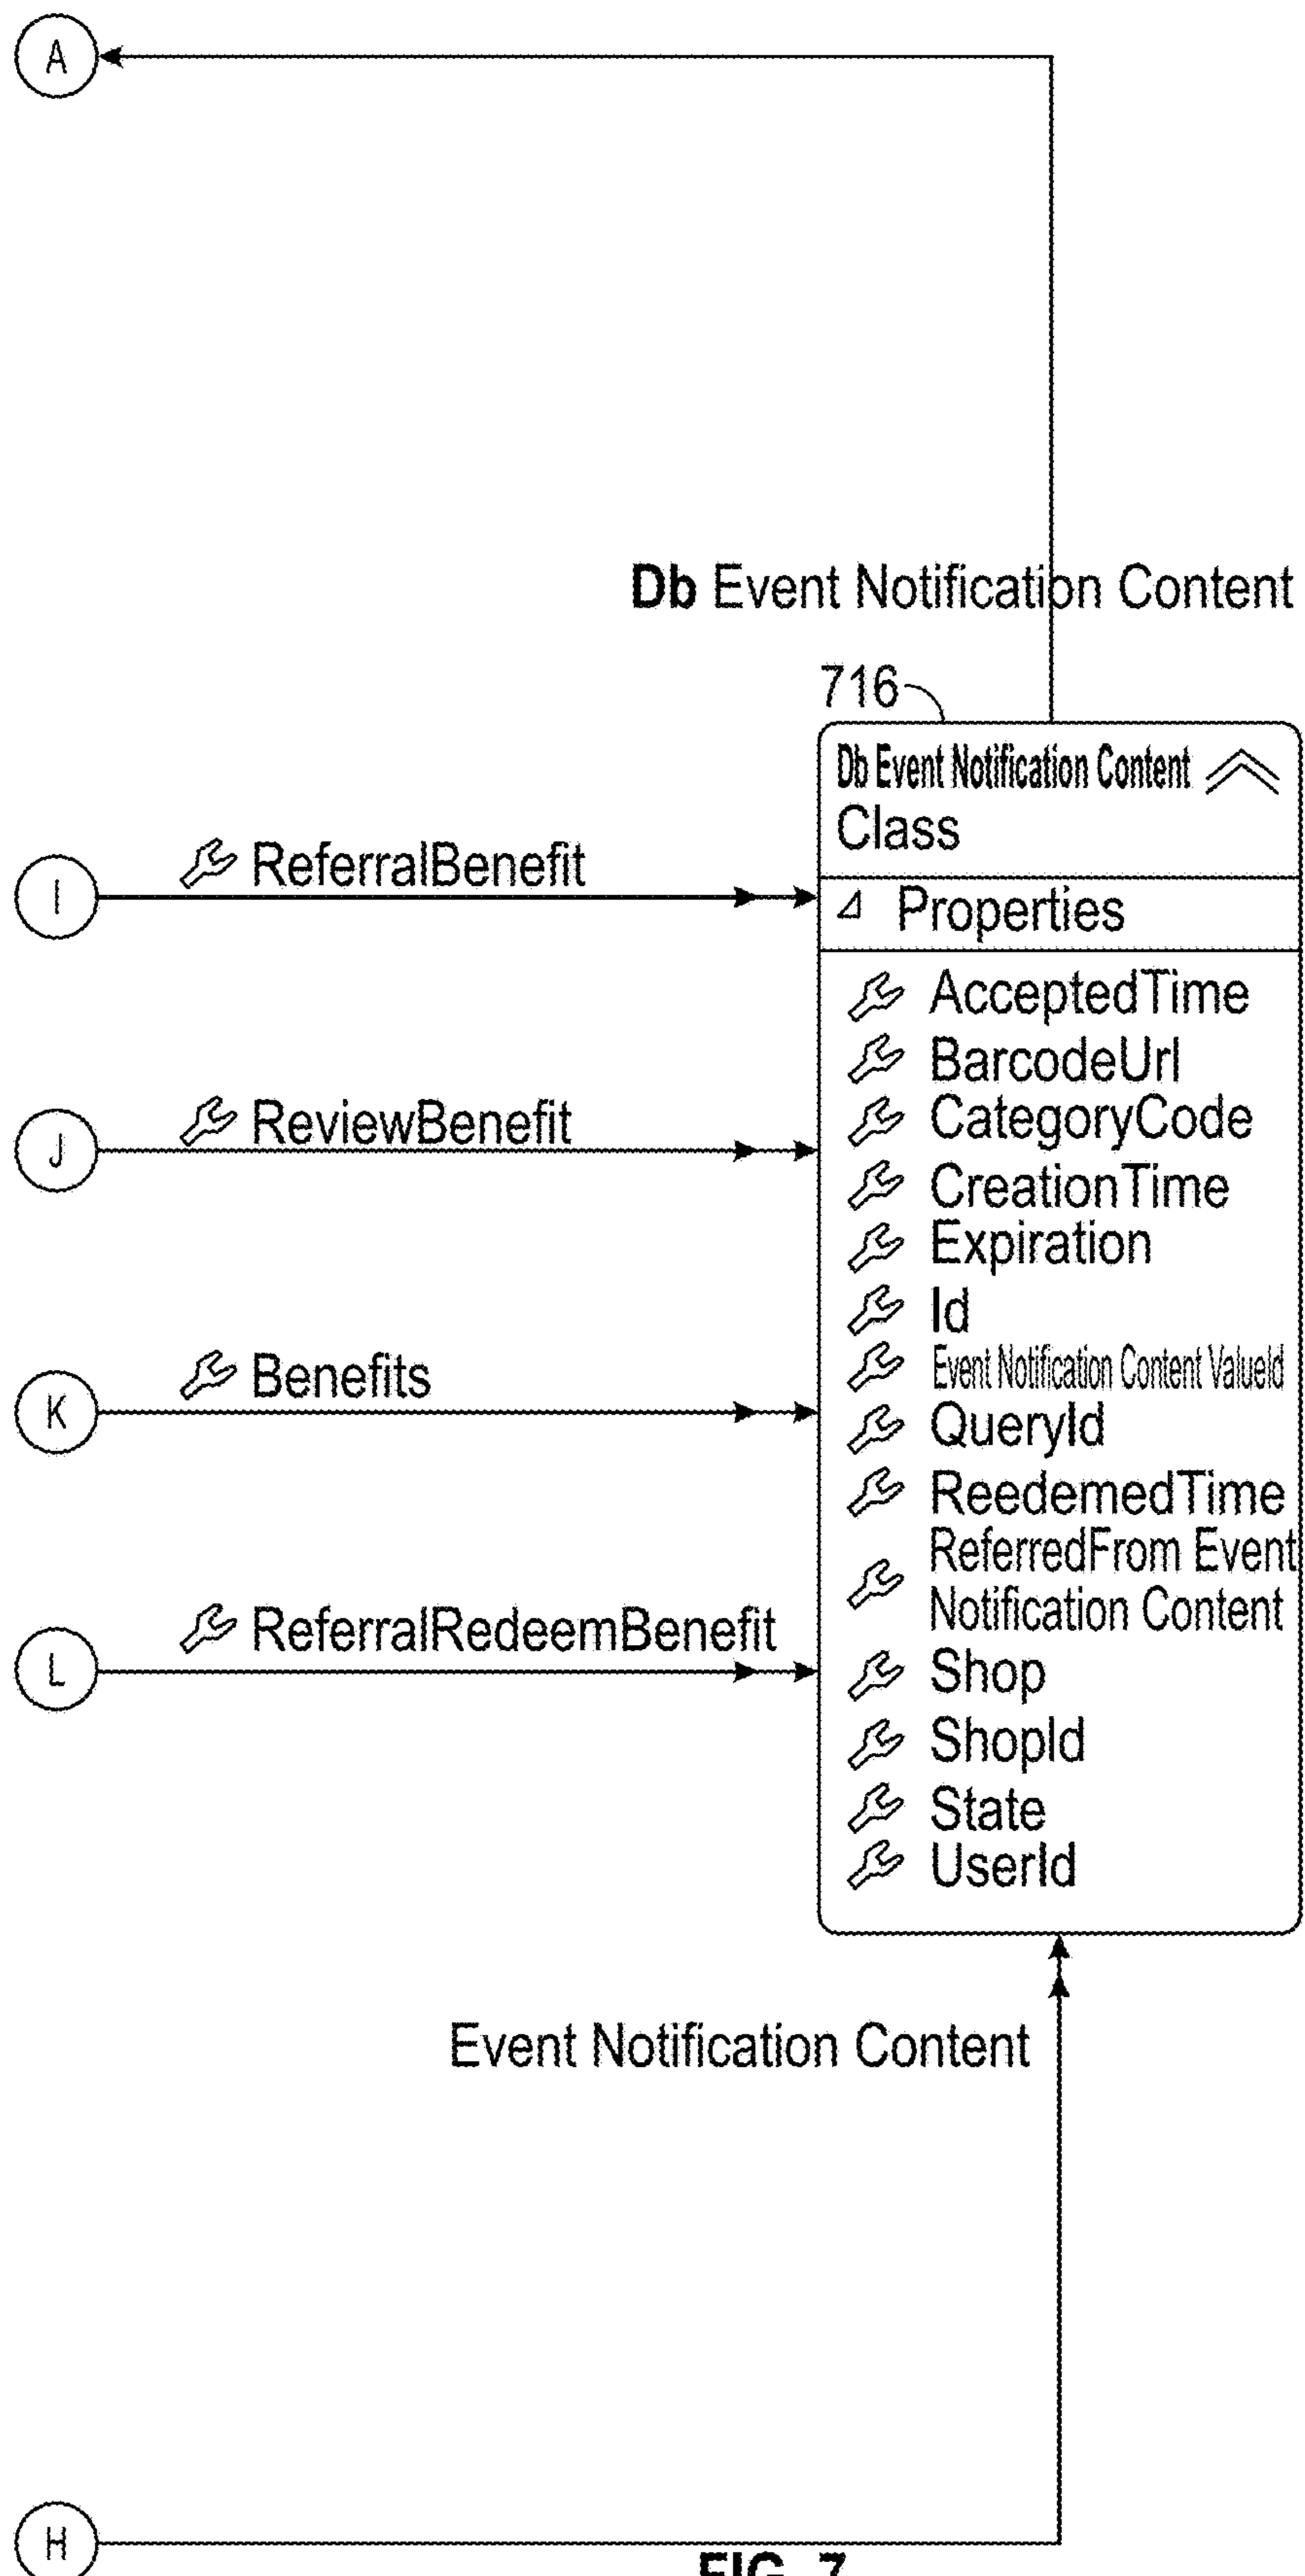 A
Db Event Notification Content
716
Db Event Notification Content
Class
I
ReferralBenefit
Properties
AcceptedTime
BarcodeUrl
J
ReviewBenefit
CategoryCode
CreationTime
Expiration
Id
K
Benefits
Event Notification Content ValueId
QueryId
ReedemedTime
ReferredFrom Event
Notification Content
L
ReferralRedeemBenefit
Shop
ShopId
State
UserId
Event Notification Content
H
FIG. 7